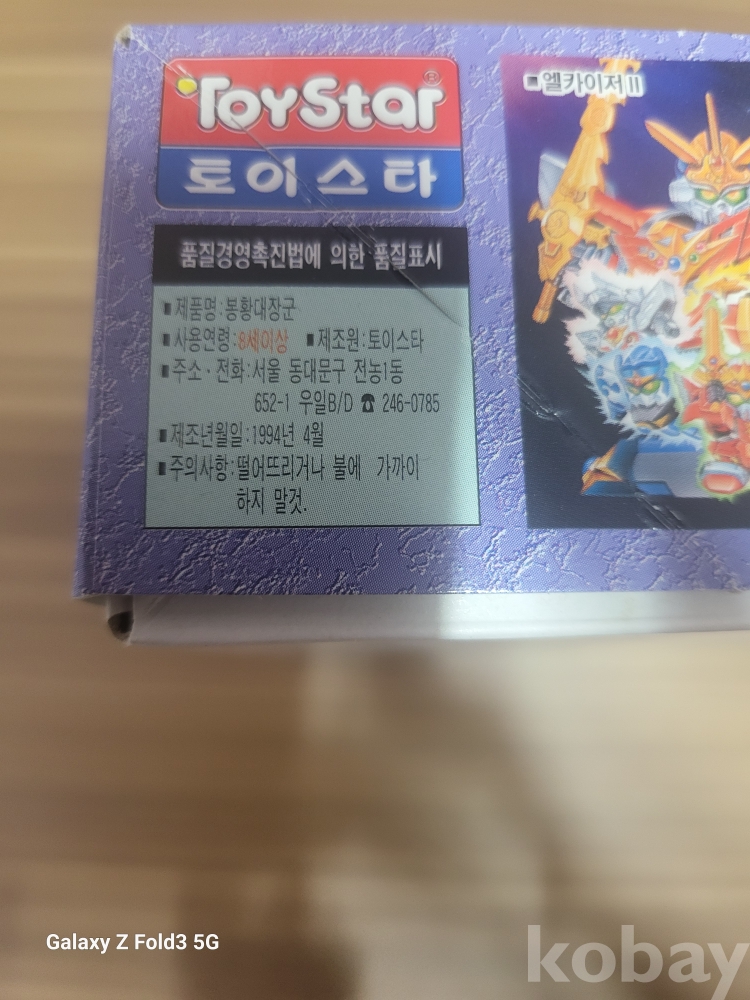 ToyStar®
토이스타
품질경영촉진법에 의한 품질표시
■제품명:봉황대장군
■사용연령:8세이상 ■제조원:토이스타
■주소·전화:서울 동대문구 전농1동
652-1 우일B/D ☎ 246-0785
■제조년월일:1994년 4월
■주의사항:떨어뜨리거나 불에 가까이
하지 말것.
■엘카이저 II
Galaxy Z Fold3 5G
kobay